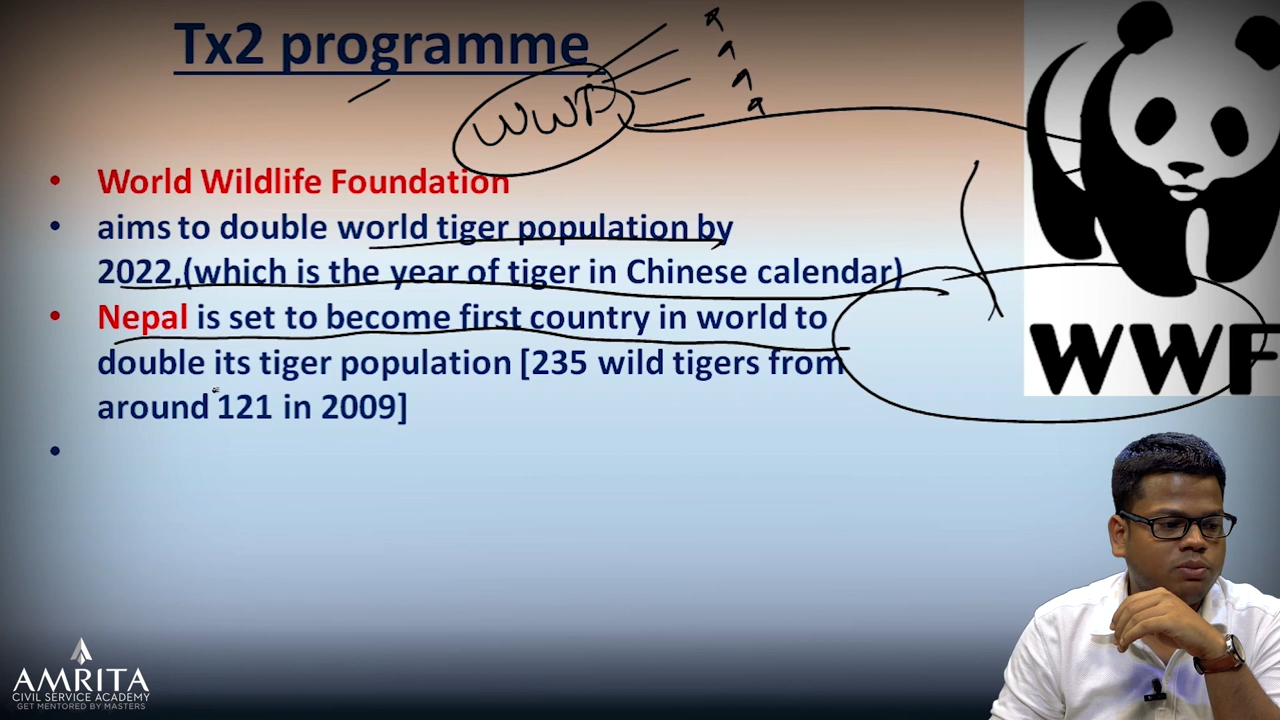 Tx2 programme
WWF
• World Wildlife Foundation
• aims to double world tiger population by
2022,(which is the year of tiger in Chinese calendar)
• Nepal is set to become first country in world to
double its tiger population [235 wild tigers from
around 121 in 2009]
•
WWF
AMRITA
CIVIL SERVICE ACADEMY
GET MENTORED BY MASTERS